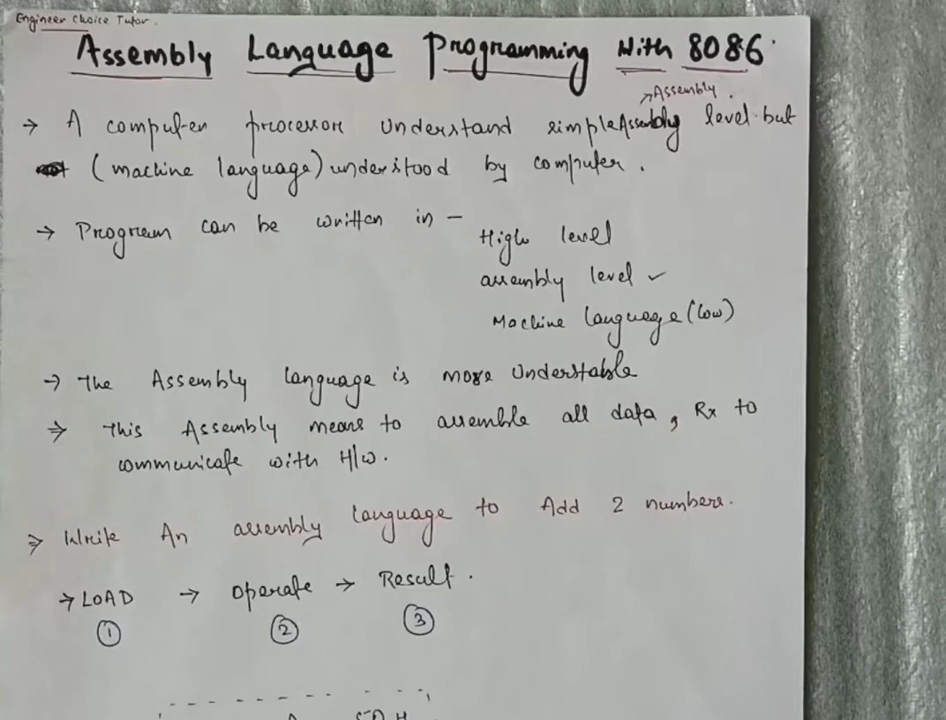 Engineer Choice Tutor.
Assembly Language Programming With 8086
→ Assembly.
→ A computer processor understand simple Assembly level but
(machine language) understood by computer.
→ Program can be written in —
High level
assembly level ✓
Machine language (low)
→ The Assembly language is more Understable
⇒ This Assembly means to assemble all data, Rx to
communicate with H/w.
⇒ Write An assembly language to Add 2 numbers.
→ LOAD → Operate → Result.
① ② ③